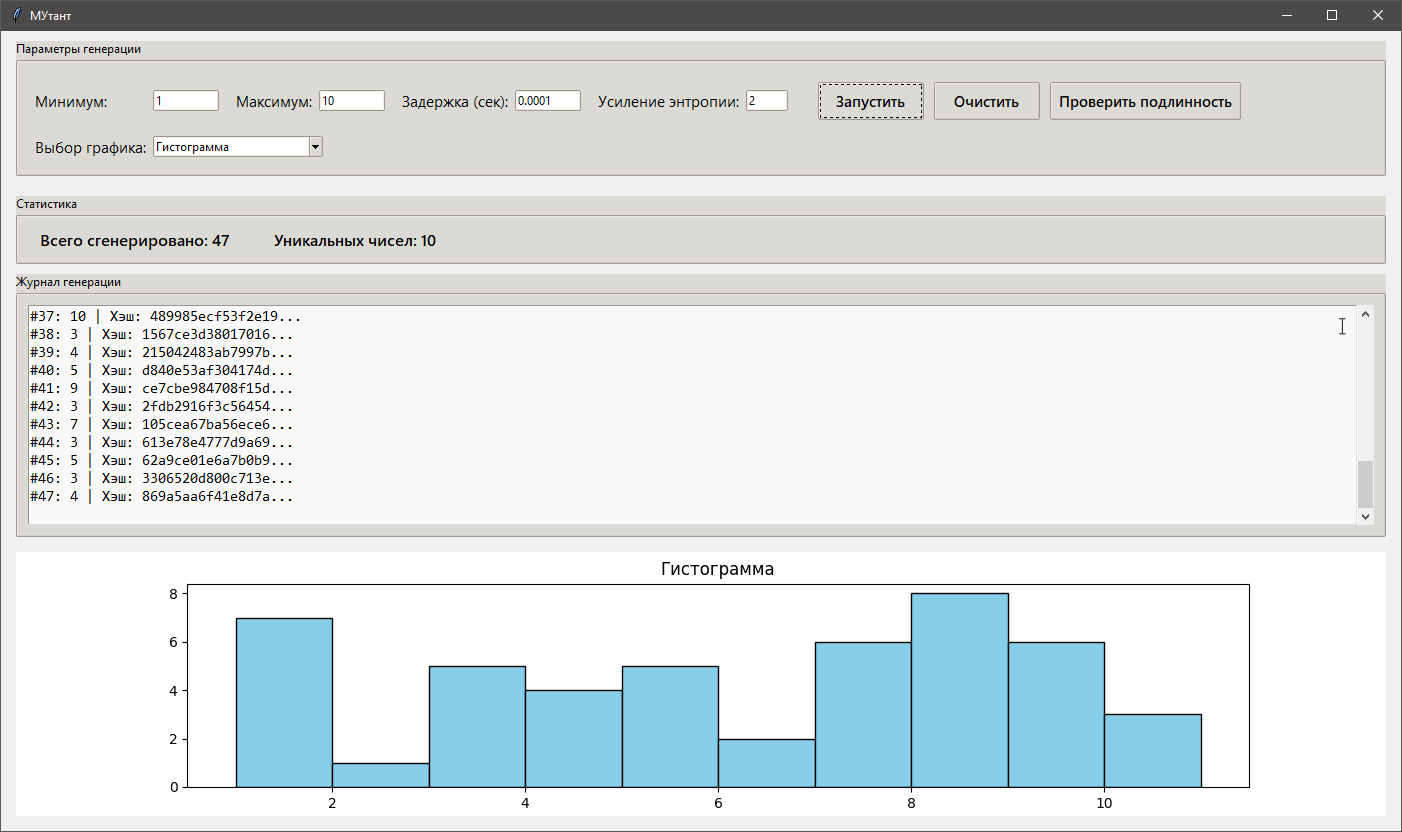 МУтант
Параметры генерации
Минимум: 1 Максимум: 10 Задержка (сек): 0.0001 Усиление энтропии: 2 Запустить Очистить Проверить подлинность
Выбор графика: Гистограмма
Статистика
Всего сгенерировано: 47 Уникальных чисел: 10
Журнал генерации
#37: 10 | Хэш: 489985ecf53f2e19...
#38: 3 | Хэш: 1567ce3d38017016...
#39: 4 | Хэш: 215042483ab7997b...
#40: 5 | Хэш: d840e53af304174d...
#41: 9 | Хэш: ce7cbe984708f15d...
#42: 3 | Хэш: 2fdb2916f3c56454...
#43: 7 | Хэш: 105cea67ba56ece6...
#44: 3 | Хэш: 613e78e4777d9a69...
#45: 5 | Хэш: 62a9ce01e6a7b0b9...
#46: 3 | Хэш: 3306520d800c713e...
#47: 4 | Хэш: 869a5aa6f41e8d7a...
Гистограмма
8
6
4
2
0
2 4 6 8 10